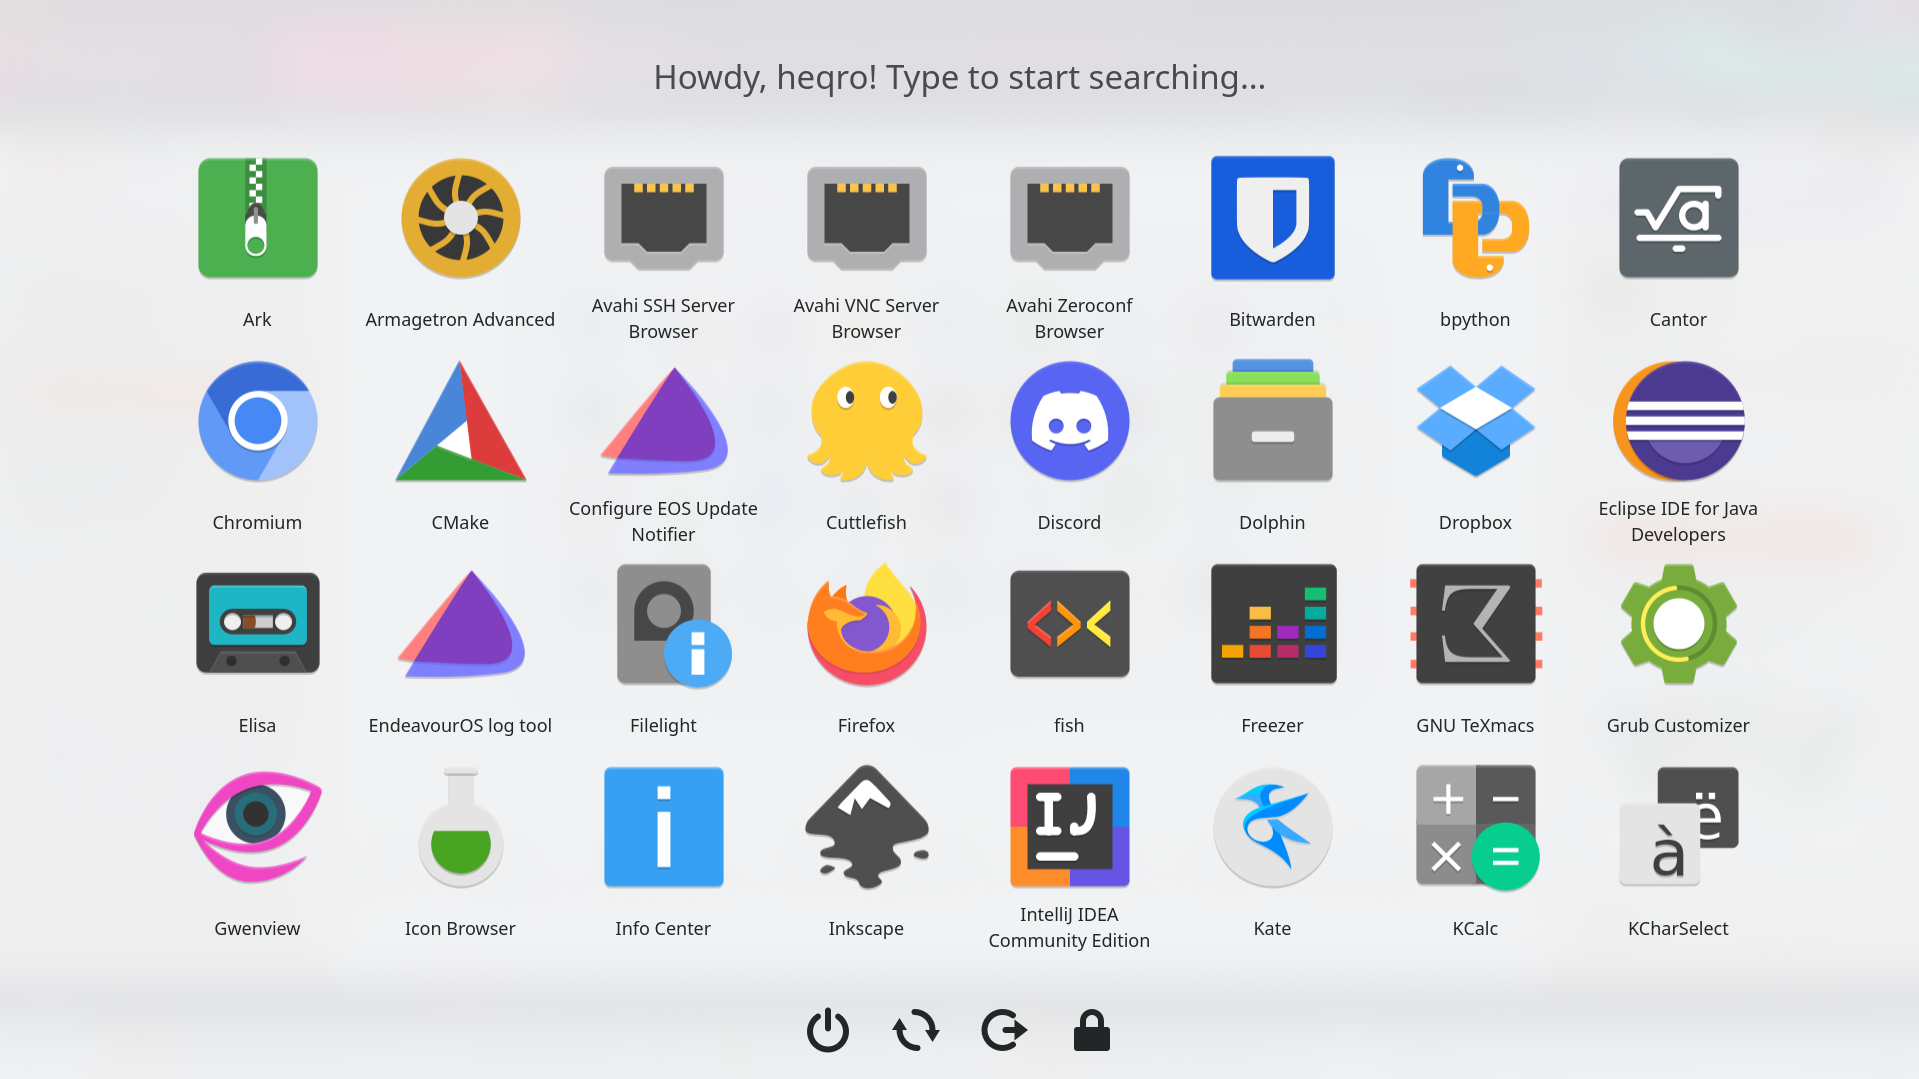 Howdy, heqro! Type to start searching...
Ark
Armagetron Advanced
Avahi SSH Server
Browser
Avahi VNC Server
Browser
Avahi Zeroconf
Browser
Bitwarden
bpython
Cantor
√a
Chromium
CMake
Configure EOS Update
Notifier
Cuttlefish
Discord
Dolphin
Dropbox
Eclipse IDE for Java
Developers
Elisa
EndeavourOS log tool
Filelight
Firefox
fish
Freezer
GNU TeXmacs
Grub Customizer
IJ
+ −
× =
ë
à
Gwenview
Icon Browser
Info Center
Inkscape
IntelliJ IDEA
Community Edition
Kate
KCalc
KCharSelect